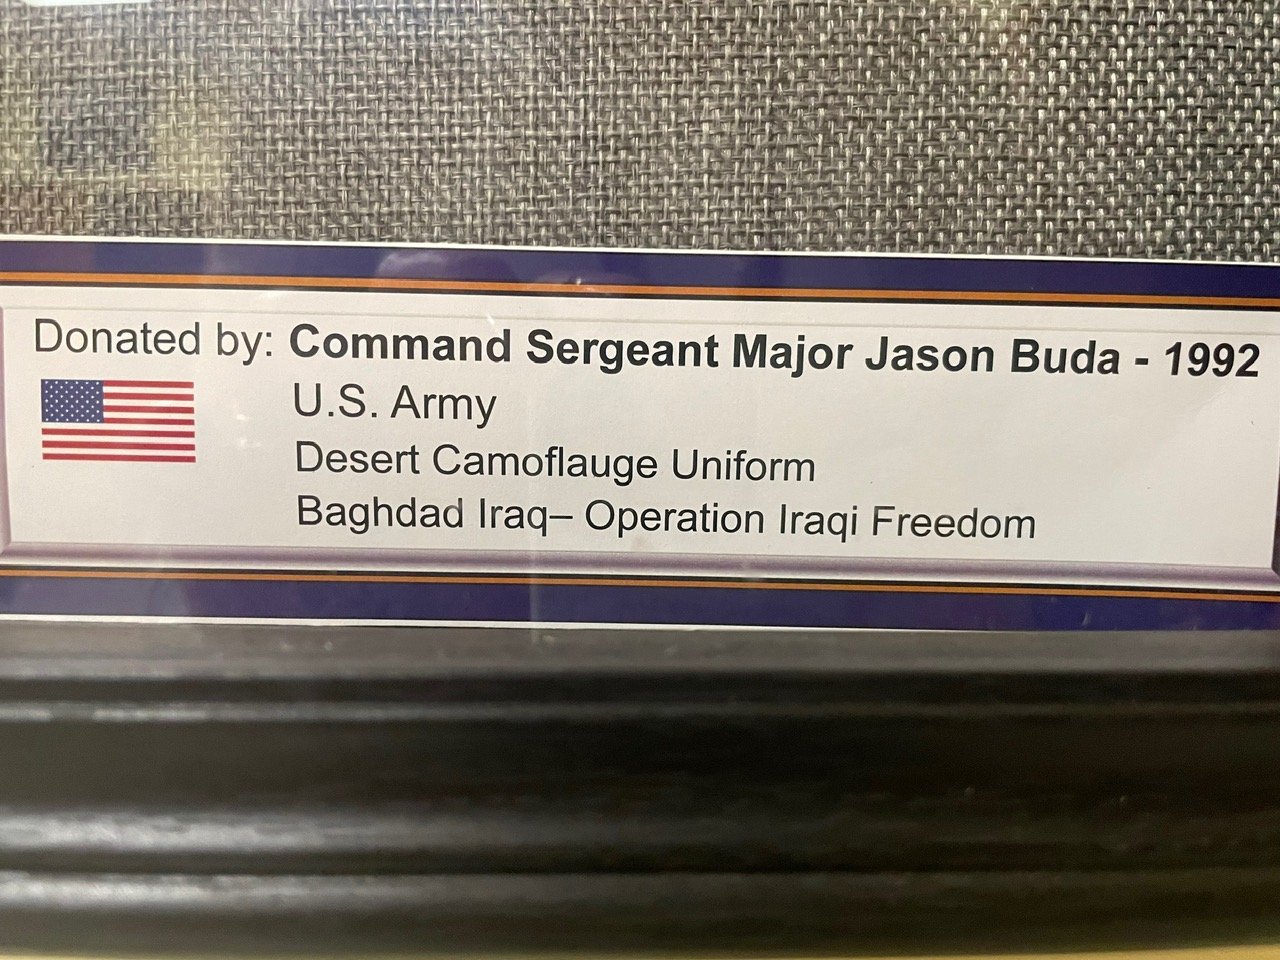 Donated by: Command Sergeant Major Jason Buda - 1992
U.S. Army
Desert Camoflauge Uniform
Baghdad Iraq– Operation Iraqi Freedom